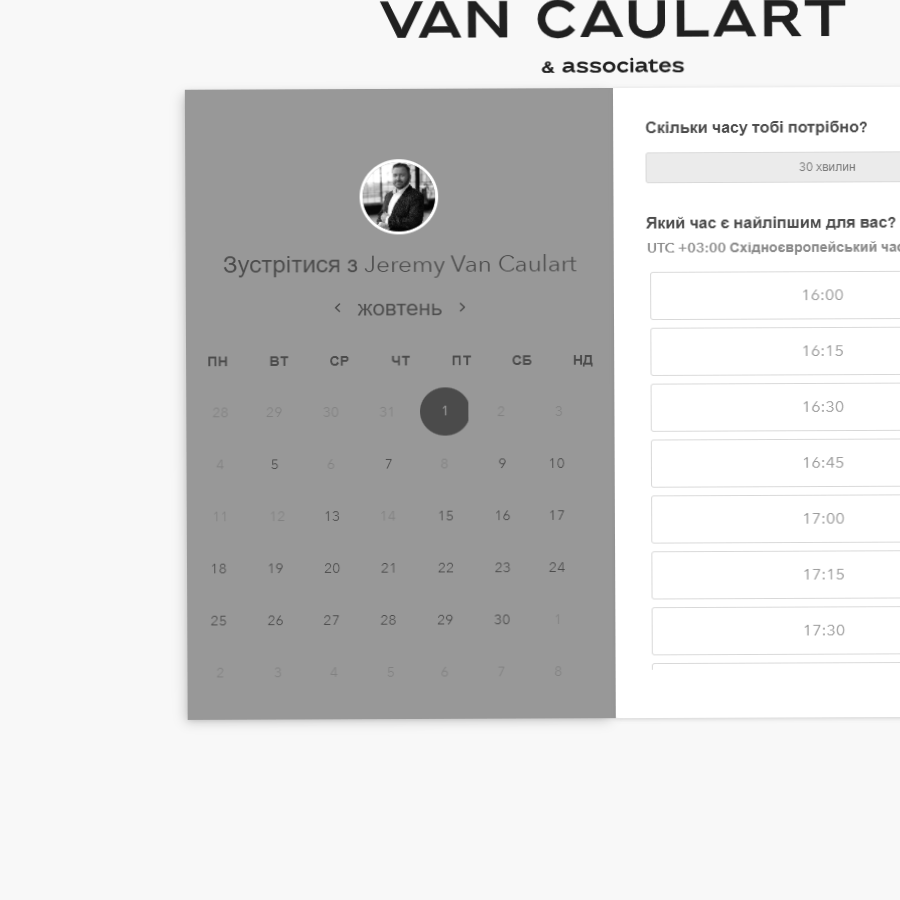 VAN CAULART
& associates
Зустрітися з Jeremy Van Caulart
жовтень
ПН ВТ СР ЧТ ПТ СБ НД
28 29 30 31 1 2 3
4 5 6 7 8 9 10
11 12 13 14 15 16 17
18 19 20 21 22 23 24
25 26 27 28 29 30 1
2 3 4 5 6 7 8
Скільки часу тобі потрібно?
30 хвилин
Який час є найліпшим для вас?
UTC +03:00 Східноєвропейський
16:00
16:15
16:30
16:45
17:00
17:15
17:30